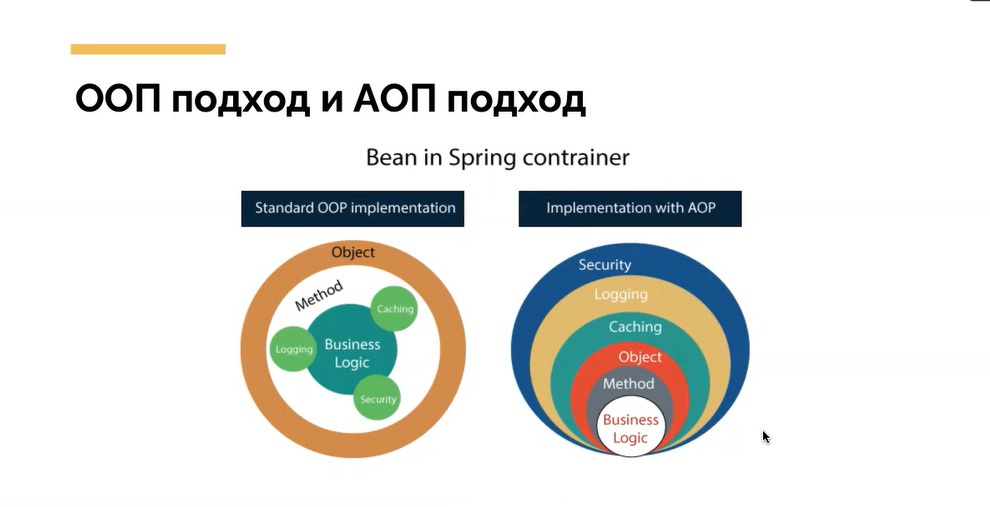 ООП подход и АОП подход
Bean in Spring contrainer
Standard OOP implementation
Object
Method
Caching
Logging
Business
Logic
Security
Implementation with AOP
Security
Logging
Caching
Object
Method
Business
Logic